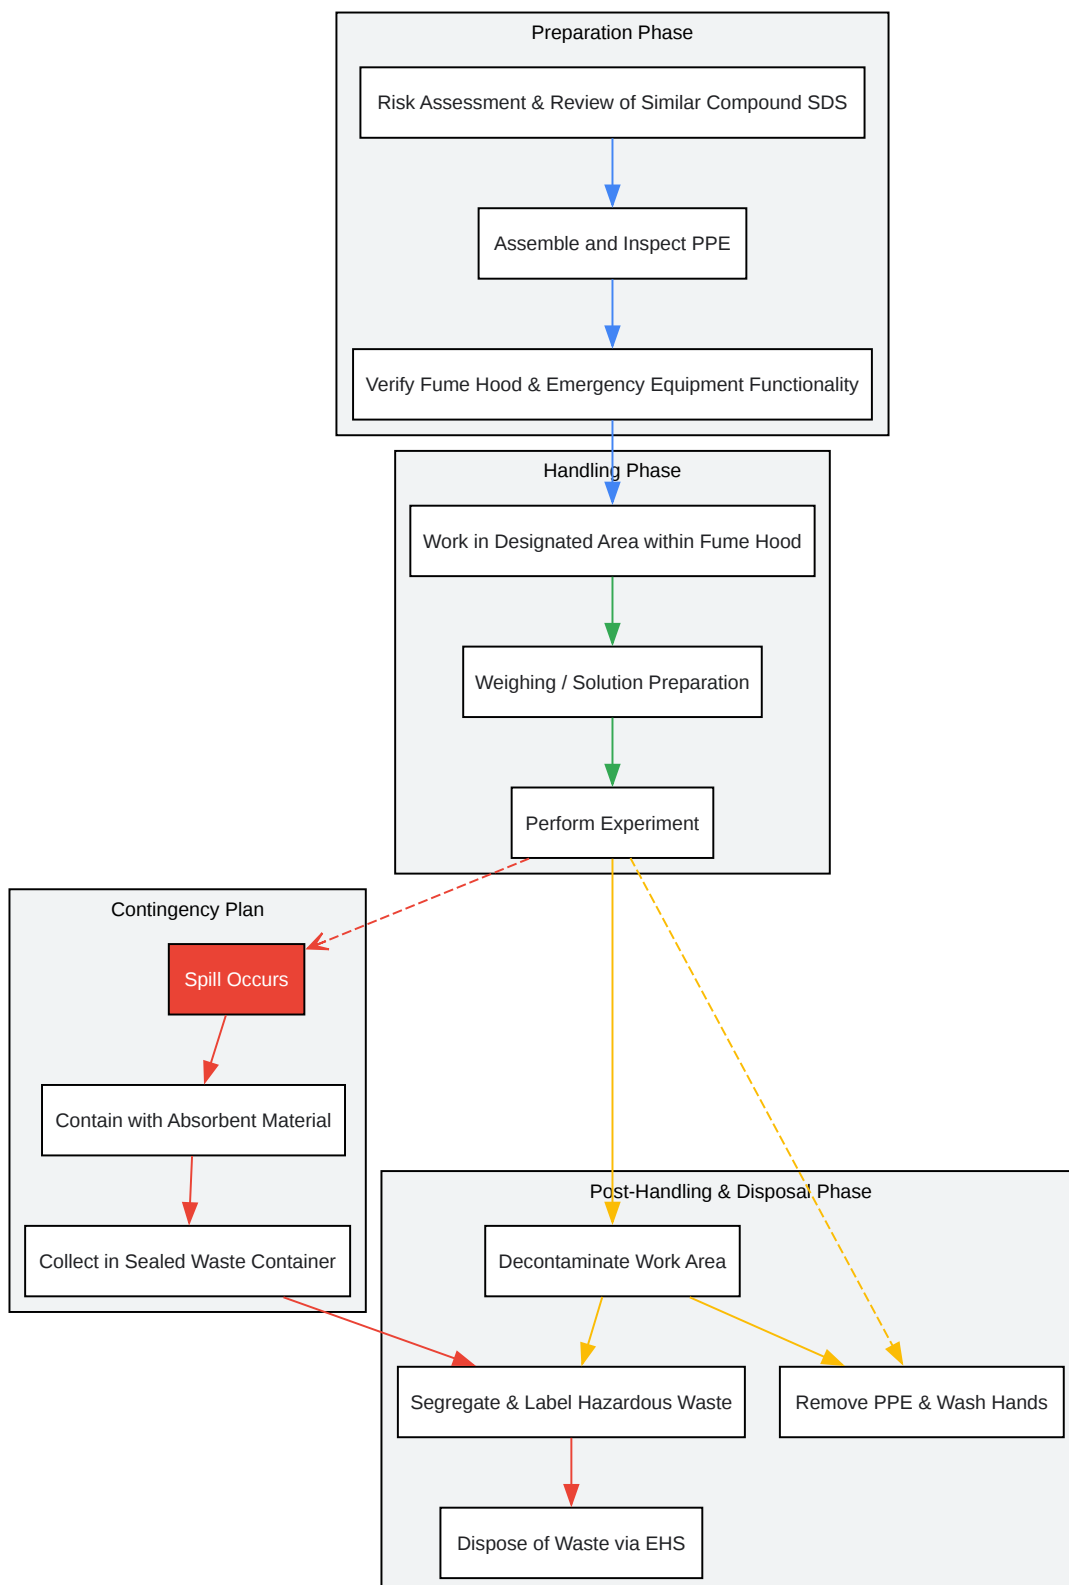 Preparation Phase
Risk Assessment & Review of Similar Compound SDS
Assemble and Inspect PPE
Verify Fume Hood & Emergency Equipment Functionality
Handling Phase
Work in Designated Area within Fume Hood
Weighing / Solution Preparation
Perform Experiment
Contingency Plan
Spill Occurs
Contain with Absorbent Material
Collect in Sealed Waste Container
Post-Handling & Disposal Phase
Decontaminate Work Area
Segregate & Label Hazardous Waste
Remove PPE & Wash Hands
Dispose of Waste via EHS